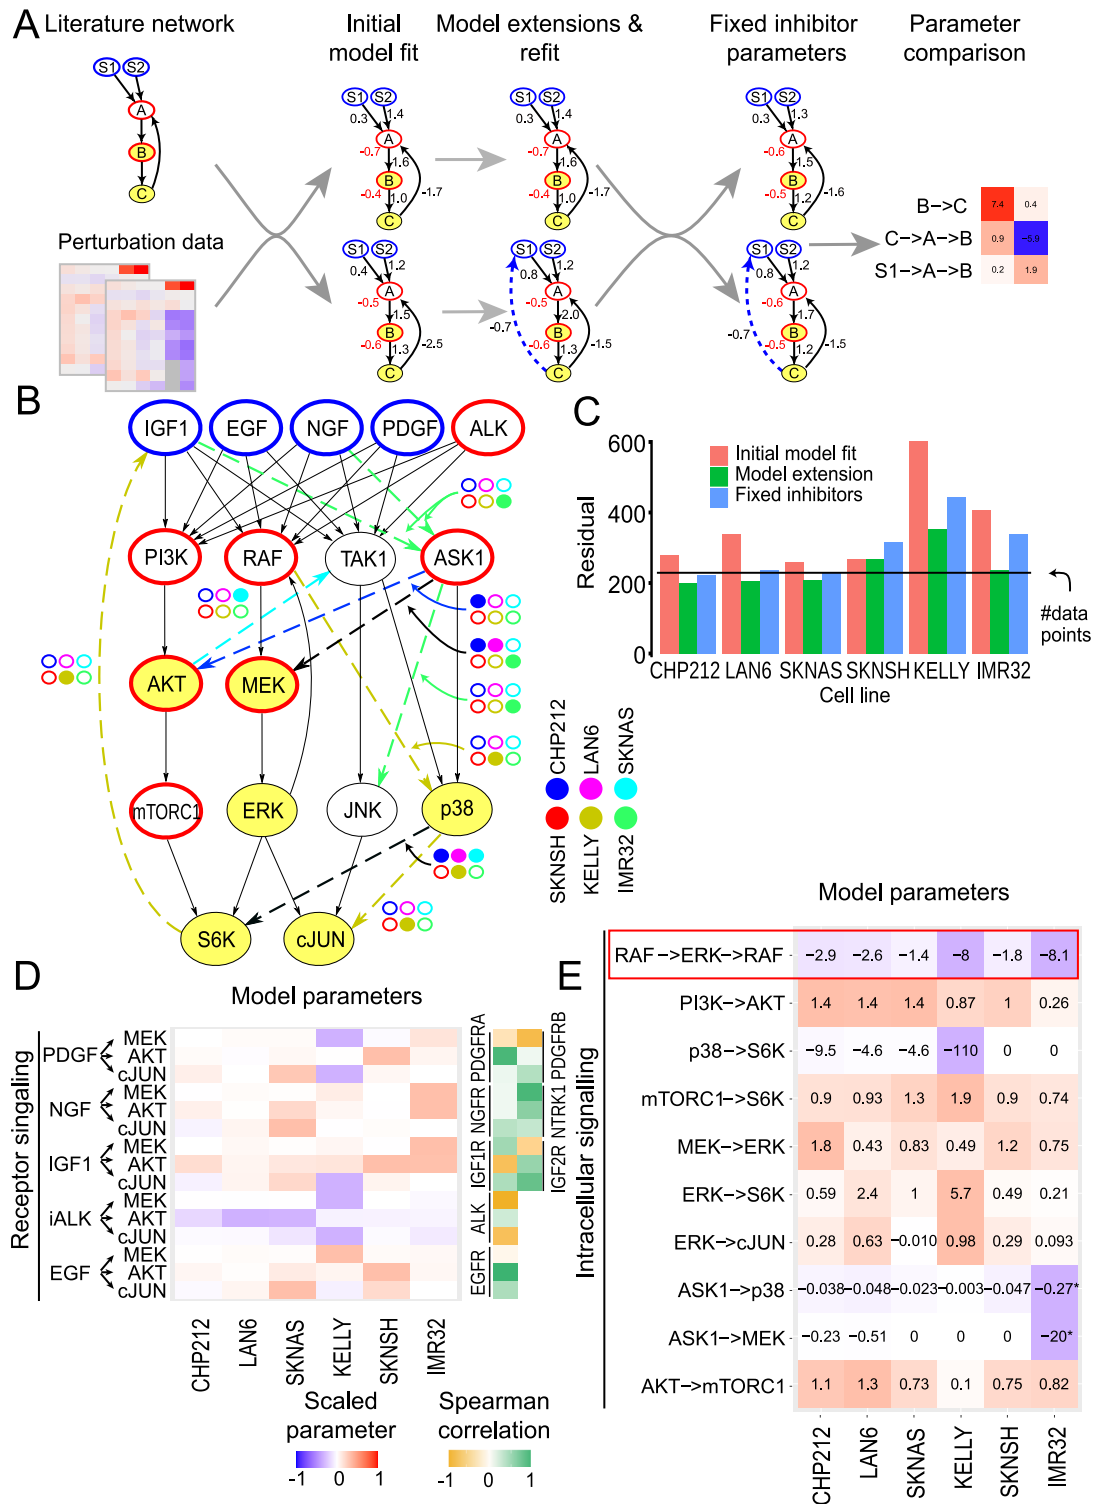 A
Literature network
Initial
model fit
Model extensions &
refit
Fixed inhibitor
parameters
Parameter
comparison
S1 S2
A
B
C
Perturbation data
S1 S2
0.3 1.4
A
-0.7 1.6
B
-0.4 1.0 -1.7
C
S1 S2
0.4 1.2
A
-0.5 1.5
B
-0.6 1.3 -2.5
C
S1 S2
0.3 1.4
A
-0.7 1.6
B
-0.4 1.0 -1.7
C
S1 S2
0.8 1.2
A
-0.5 2.0
-0.7 B
-0.6 1.3 -1.5
C
S1 S2
0.3 1.3
A
-0.6 1.5
B
-0.5 1.2 -1.6
C
S1 S2
0.8 1.2
A
-0.6 1.7
-0.7 B
-0.5 1.2 -1.5
C
B->C 7.4 0.4
C->A->B 0.9 -5.9
S1->A->B 0.2 1.9
B
IGF1 EGF NGF PDGF ALK
PI3K RAF TAK1 ASK1
AKT MEK
mTORC1 ERK JNK p38
S6K cJUN
CHP212 LAN6 SKNAS
SKNSH KELLY IMR32
C
Residual
600
400
200
0
Initial model fit
Model extension
Fixed inhibitors
#data
points
CHP212 LAN6 SKNAS SKNSH KELLY IMR32
Cell line
D
Model parameters
Receptor singaling
PDGF MEK AKT cJUN
NGF MEK AKT cJUN
IGF1 MEK AKT cJUN
iALK MEK AKT cJUN
EGF MEK AKT cJUN
PDGFRA PDGFRB
NGFR NTRK1
IGF1R IGF2R
ALK
EGFR
CHP212 LAN6 SKNAS KELLY SKNSH IMR32
Scaled
parameter
-1 0 1
Spearman
correlation
-1 0 1
E
Model parameters
Intracellular signalling
RAF->ERK->RAF -2.9 -2.6 -1.4 -8 -1.8 -8.1
PI3K->AKT 1.4 1.4 1.4 0.87 1 0.26
p38->S6K -9.5 -4.6 -4.6 -110 0 0
mTORC1->S6K 0.9 0.93 1.3 1.9 0.9 0.74
MEK->ERK 1.8 0.43 0.83 0.49 1.2 0.75
ERK->S6K 0.59 2.4 1 5.7 0.49 0.21
ERK->cJUN 0.28 0.63 -0.010 0.98 0.29 0.093
ASK1->p38 -0.038 -0.048 -0.023 -0.003 -0.047 -0.27*
ASK1->MEK -0.23 -0.51 0 0 0 -20*
AKT->mTORC1 1.1 1.3 0.73 0.1 0.75 0.82
CHP212 LAN6 SKNAS KELLY SKNSH IMR32